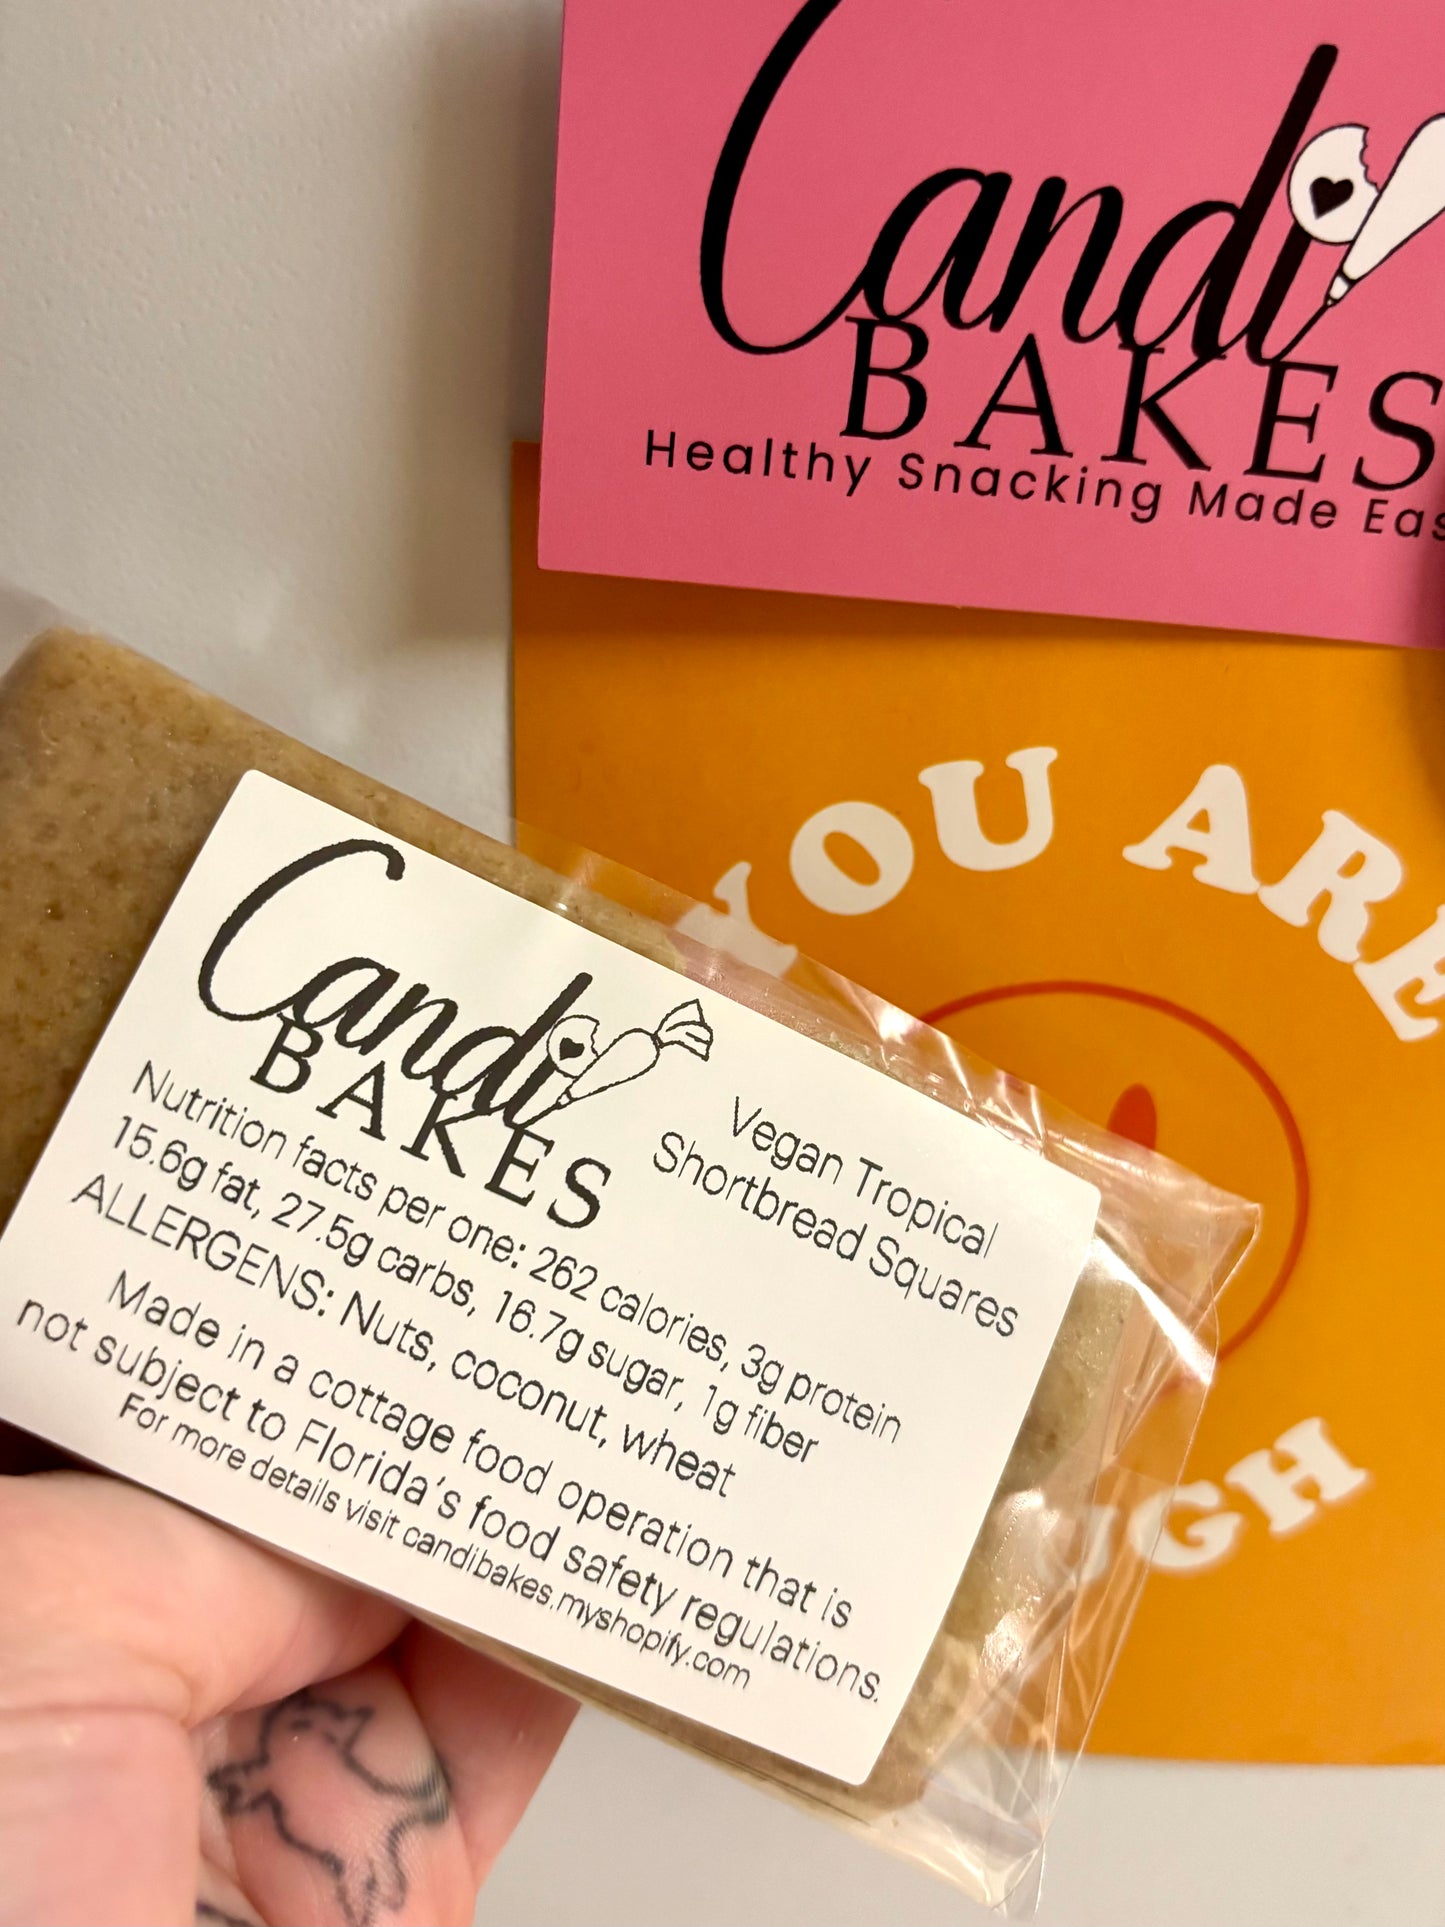 Candi
BAKES
Healthy Snacking Made Eas
YOU ARE
UGH
Candi
BAKES
Vegan Tropical
Shortbread Squares
Nutrition facts per one: 262 calories, 3g protein
15.6g fat, 27.5g carbs, 16.7g sugar, 1g fiber
ALLERGENS: Nuts, coconut, wheat
Made in a cottage food operation that is
not subject to Florida's food safety regulations.
For more details visit candibakes.myshopify.com